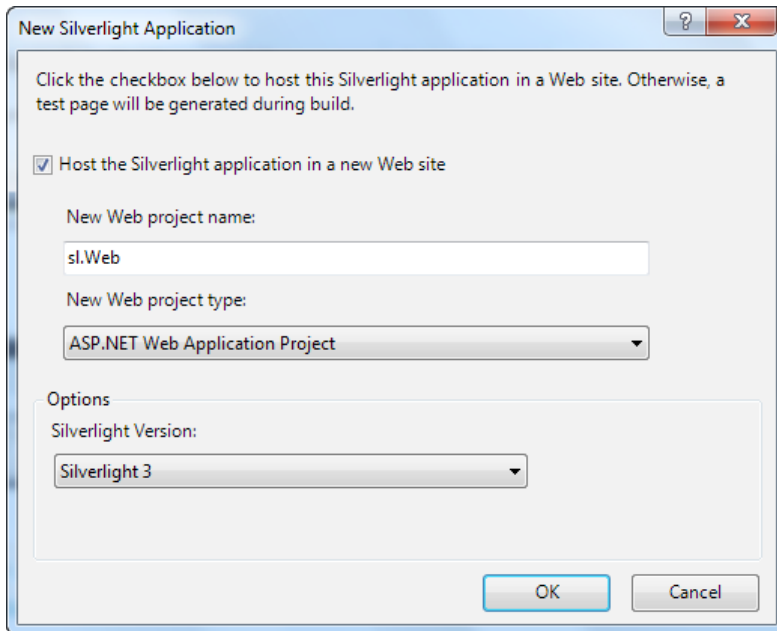 New Silverlight Application
Click the checkbox below to host this Silverlight application in a Web site. Otherwise, a
test page will be generated during build.
Host the Silverlight application in a new Web site
New Web project name:
sl.Web
New Web project type:
ASP.NET Web Application Project
Options
Silverlight Version:
Silverlight 3
OK Cancel